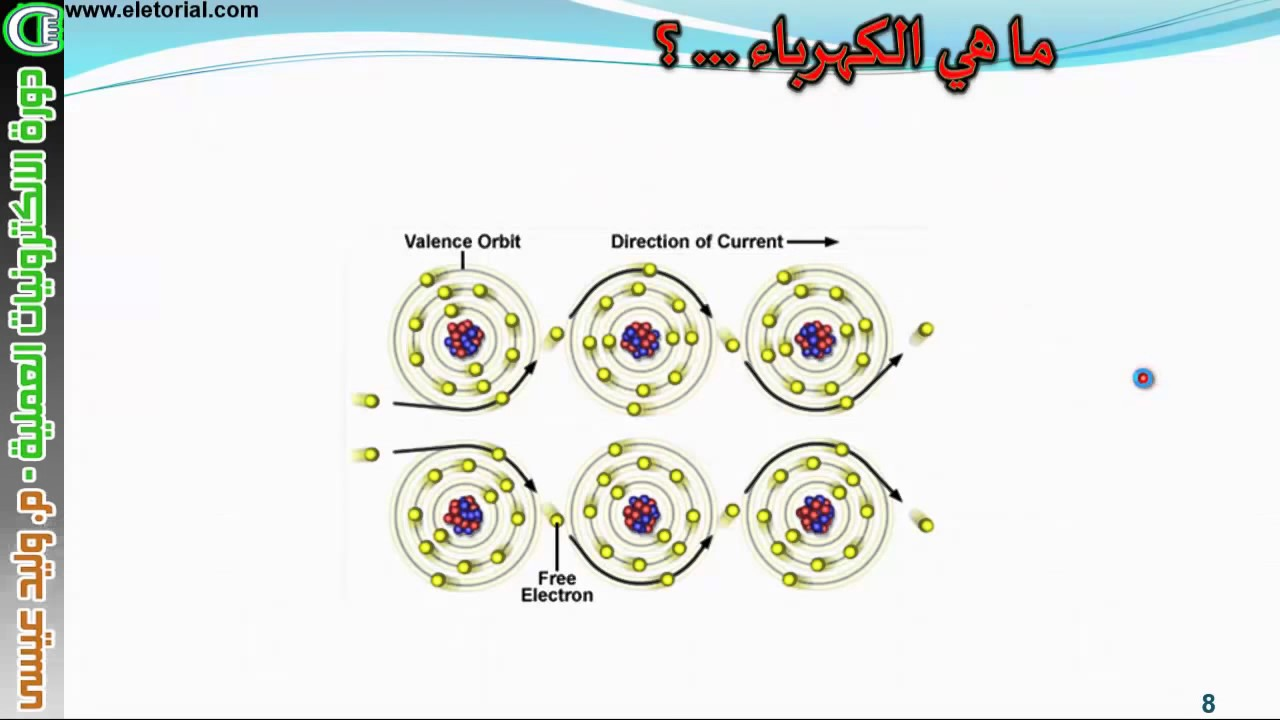 www.eletorial.com
ما هي الكهرباء ... ؟
دورة الالكترونيات العملية - م. وليد عيسى
Valence Orbit
Direction of Current
Free
Electron
8